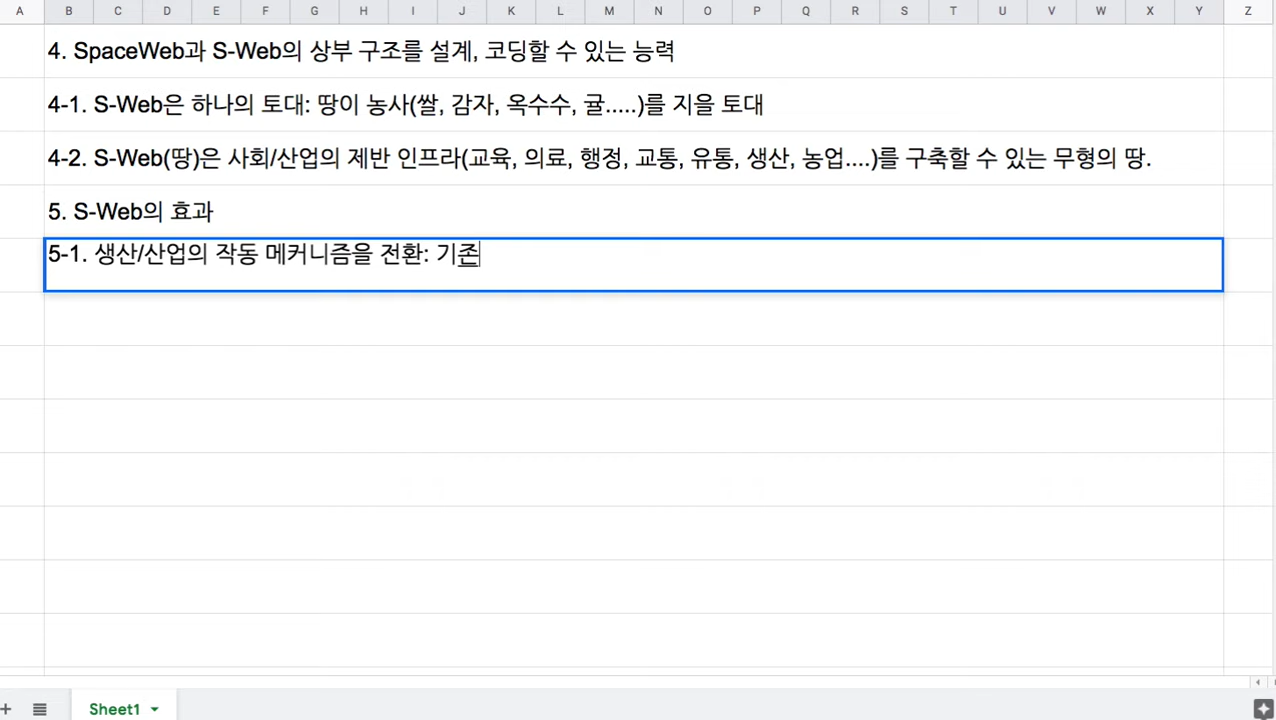 A B C D E F G H I J K L M N O P Q R S T U V W X Y Z
4. SpaceWeb과 S-Web의 상부 구조를 설계, 코딩할 수 있는 능력
4-1. S-Web은 하나의 토대: 땅이 농사(쌀, 감자, 옥수수, 귤.....)를 지을 토대
4-2. S-Web(땅)은 사회/산업의 제반 인프라(교육, 의료, 행정, 교통, 유통, 생산, 농업....)를 구축할 수 있는 무형의 땅.
5. S-Web의 효과
5-1. 생산/산업의 작동 메커니즘을 전환: 기존
Sheet1